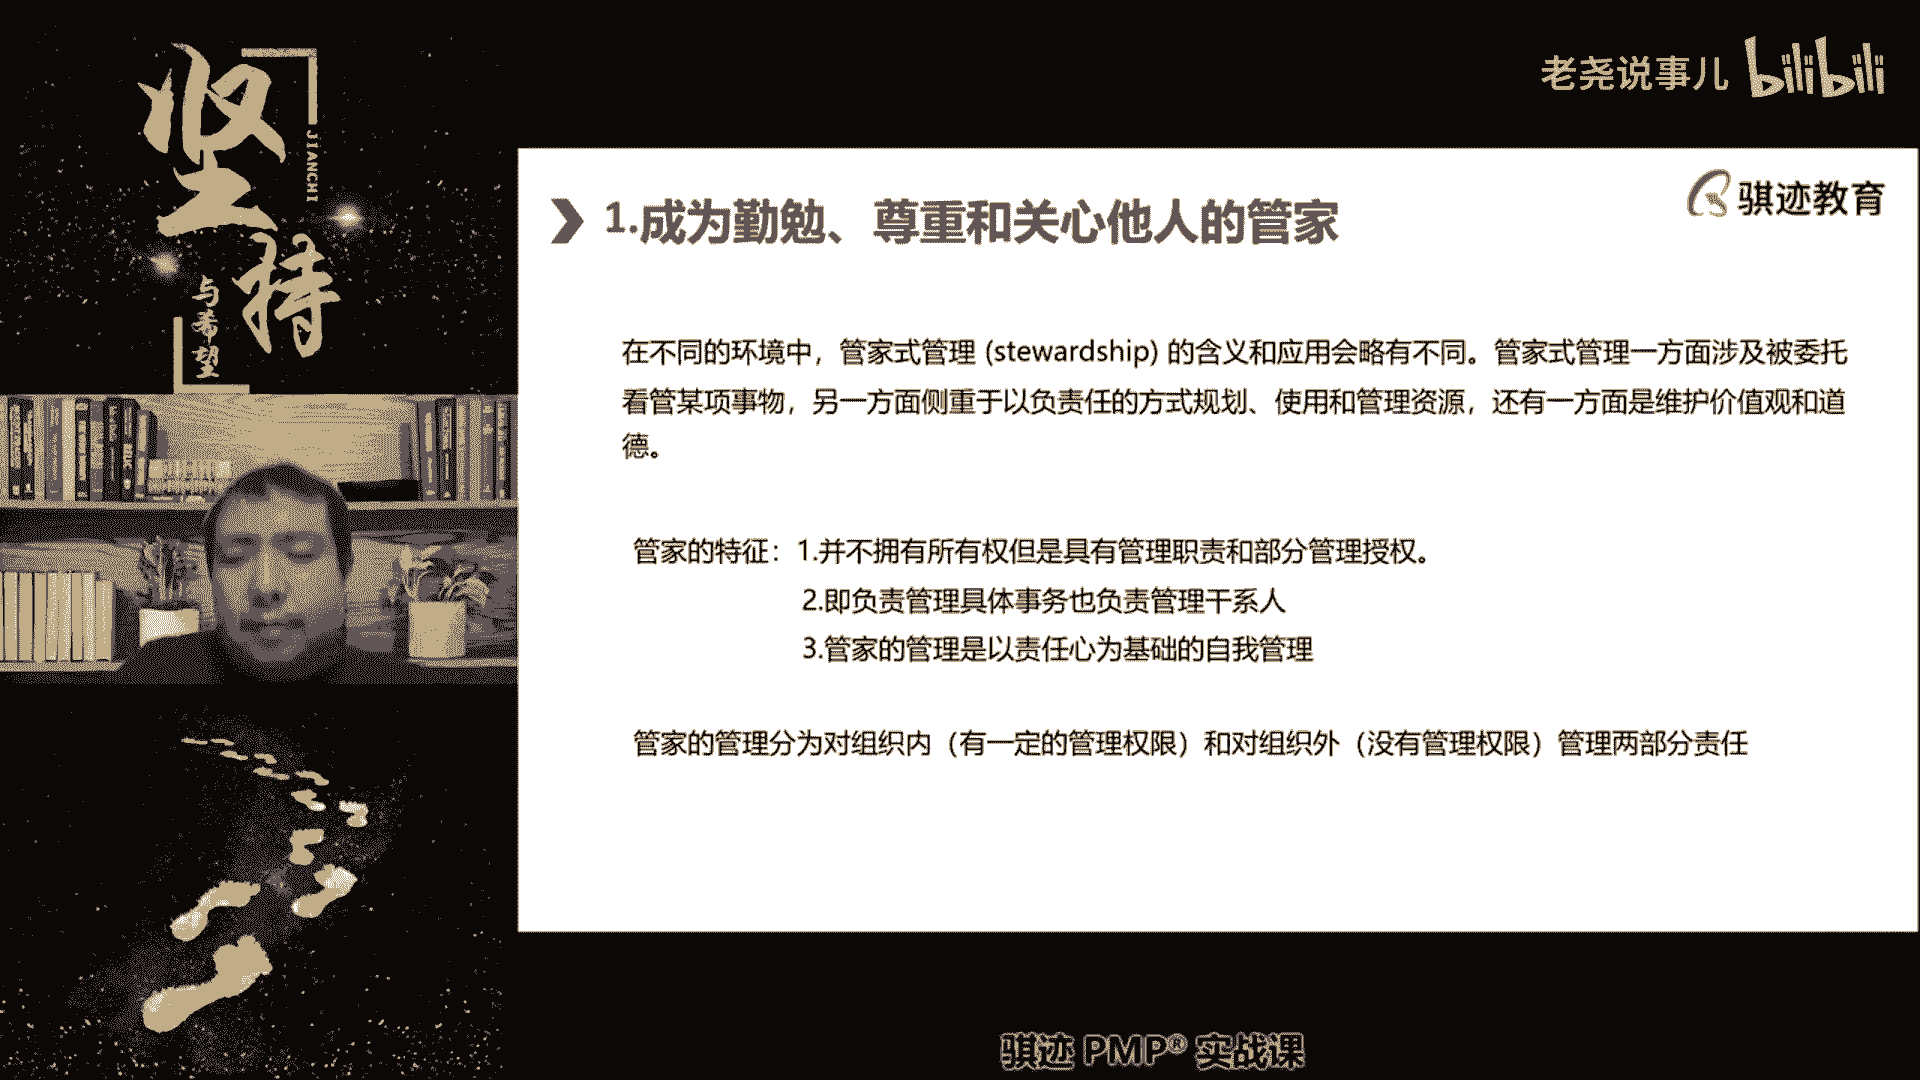 坚持
JIANCHI
与希望
老尧说事儿 bilibili
骐迹教育
1.成为勤勉、尊重和关心他人的管家
在不同的环境中，管家式管理 (stewardship) 的含义和应用会略有不同。管家式管理一方面涉及被委托
看管某项事物，另一方面侧重于以负责任的方式规划、使用和管理资源，还有一方面是维护价值观和道
德。
管家的特征：1.并不拥有所有权但是具有管理职责和部分管理授权。
2.即负责管理具体事务也负责管理干系人
3.管家的管理是以责任心为基础的自我管理
管家的管理分为对组织内（有一定的管理权限）和对组织外（没有管理权限）管理两部分责任
骐迹 PMP® 实战课